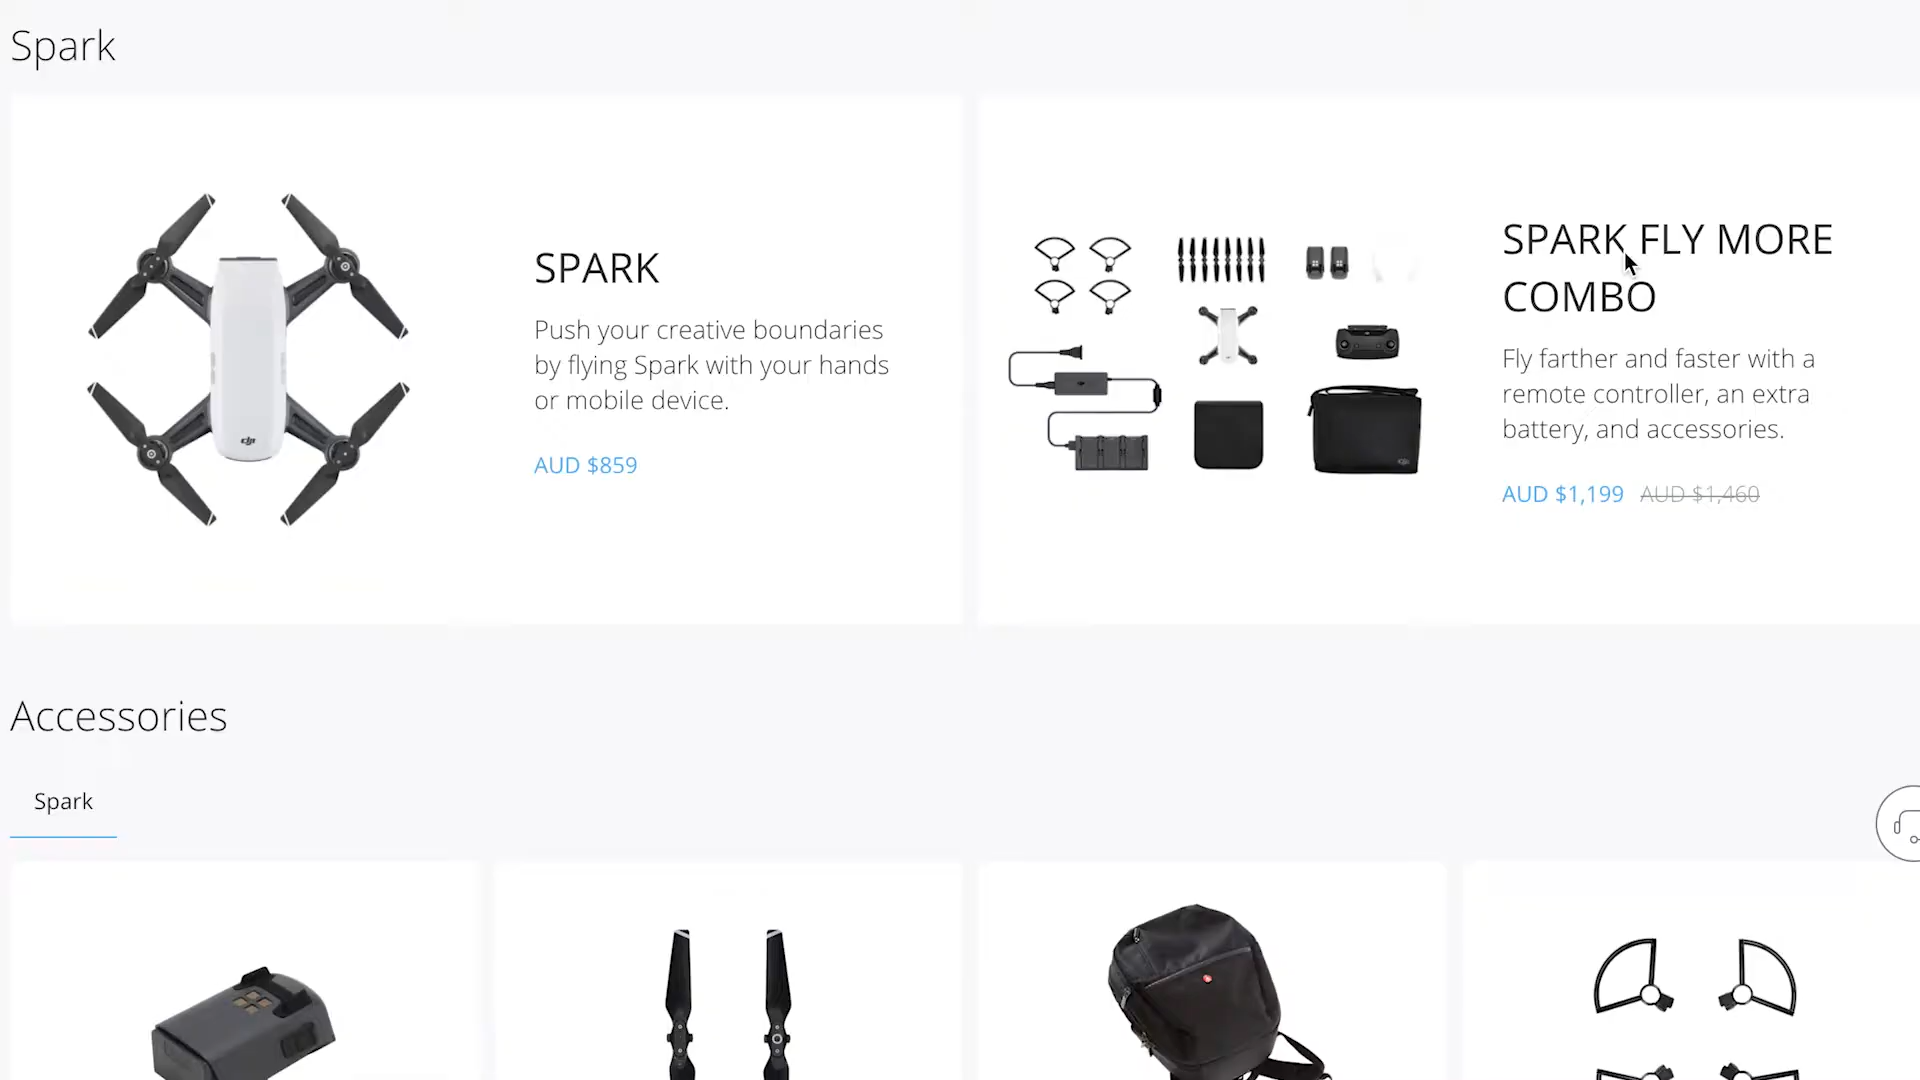 Spark
SPARK
Push your creative boundaries
by flying Spark with your hands
or mobile device.
AUD $859
SPARK FLY MORE
COMBO
Fly farther and faster with a
remote controller, an extra
battery, and accessories.
AUD $1,199 AUD $1,460
Accessories
Spark